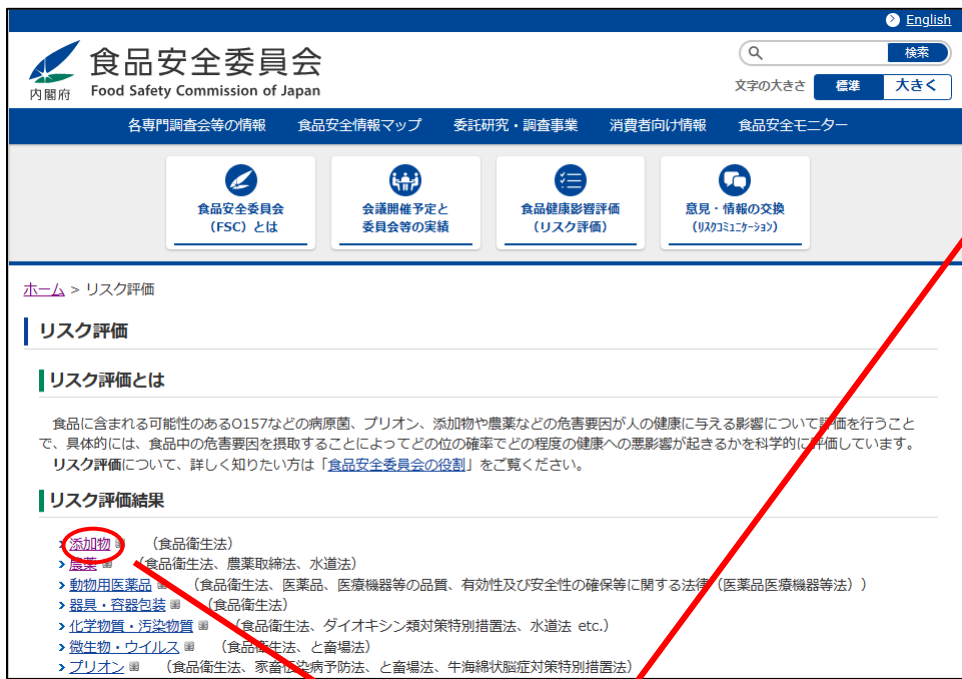 English
食品安全委員会
内閣府 Food Safety Commission of Japan
検索
文字の大きさ 標準 大きく
各専門調査会等の情報 食品安全情報マップ 委託研究・調査事業 消費者向け情報 食品安全モニター
食品安全委員会
(FSC)とは
会議開催予定と
委員会等の実績
食品健康影響評価
(リスク評価)
意見・情報の交換
(ﾘｽｸｺﾐｭﾆｹｰｼｮﾝ)
ホーム > リスク評価
リスク評価
リスク評価とは
食品に含まれる可能性のあるO157などの病原菌、プリオン、添加物や農薬などの危害要因が人の健康に与える影響について評価を行うこと
で、具体的には、食品中の危害要因を摂取することによってどの位の確率でどの程度の健康への悪影響が起きるかを科学的に評価しています。
リスク評価について、詳しく知りたい方は「食品安全委員会の役割」をご覧ください。
リスク評価結果
添加物 (食品衛生法)
農薬 (食品衛生法、農薬取締法、水道法)
動物用医薬品 (食品衛生法、医薬品、医療機器等の品質、有効性及び安全性の確保等に関する法律(医薬品医療機器等法))
器具・容器包装 (食品衛生法)
化学物質・汚染物質 (食品衛生法、ダイオキシン類対策特別措置法、水道法 etc.)
微生物・ウイルス (食品衛生法、と畜場法)
プリオン (食品衛生法、家畜伝染病予防法、と畜場法、牛海綿状脳症対策特別措置法)